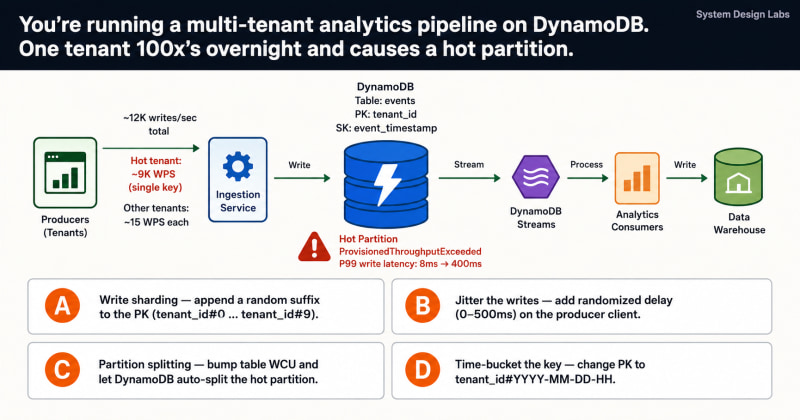 System Design Labs
You're running a multi-tenant analytics pipeline on DynamoDB.
One tenant 100x's overnight and causes a hot partition.
~12K writes/sec
total
Hot tenant:
~9K WPS
(single key)
Other tenants:
~15 WPS each
Producers
(Tenants)
Ingestion
Service
Write
DynamoDB
Table: events
PK: tenant_id
SK: event_timestamp
Hot Partition
ProvisionedThroughputExceeded
P99 write latency: 8ms → 400ms
Stream
DynamoDB
Streams
Process
Analytics
Consumers
Write
Data
Warehouse
A
Write sharding — append a random suffix
to the PK (tenant_id#0 ... tenant_id#9).
B
Jitter the writes — add randomized delay
(0–500ms) on the producer client.
C
Partition splitting — bump table WCU and
let DynamoDB auto-split the hot partition.
D
Time-bucket the key — change PK to
tenant_id#YYYY-MM-DD-HH.